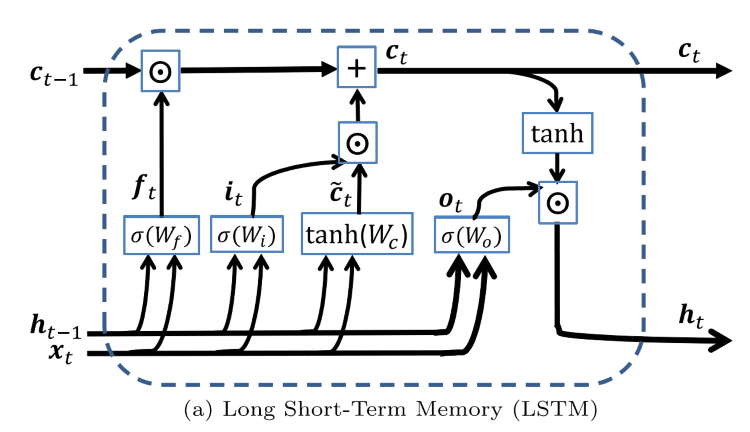 c_t c_t
c_{t-1} ⊙ +
tanh
⊙
f_t i_t c̃_t o_t ⊙
σ(W_f) σ(W_i) tanh(W_c) σ(W_o)
h_{t-1} h_t
x_t
(a) Long Short-Term Memory (LSTM)